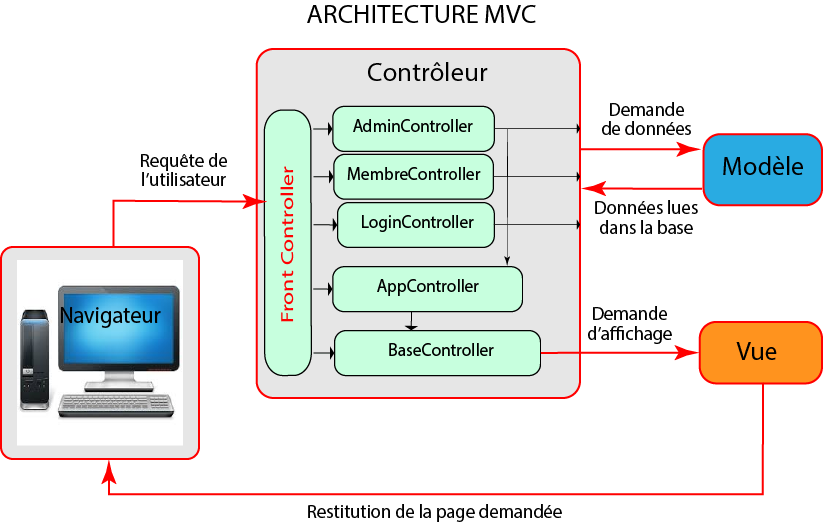 ARCHITECTURE MVC
Contrôleur
Front Controller
AdminController
MembreController
LoginController
AppController
BaseController
Requête de
l'utilisateur
Navigateur
Demande
de données
Modèle
Données lues
dans la base
Demande
d'affichage
Vue
Restitution de la page demandée